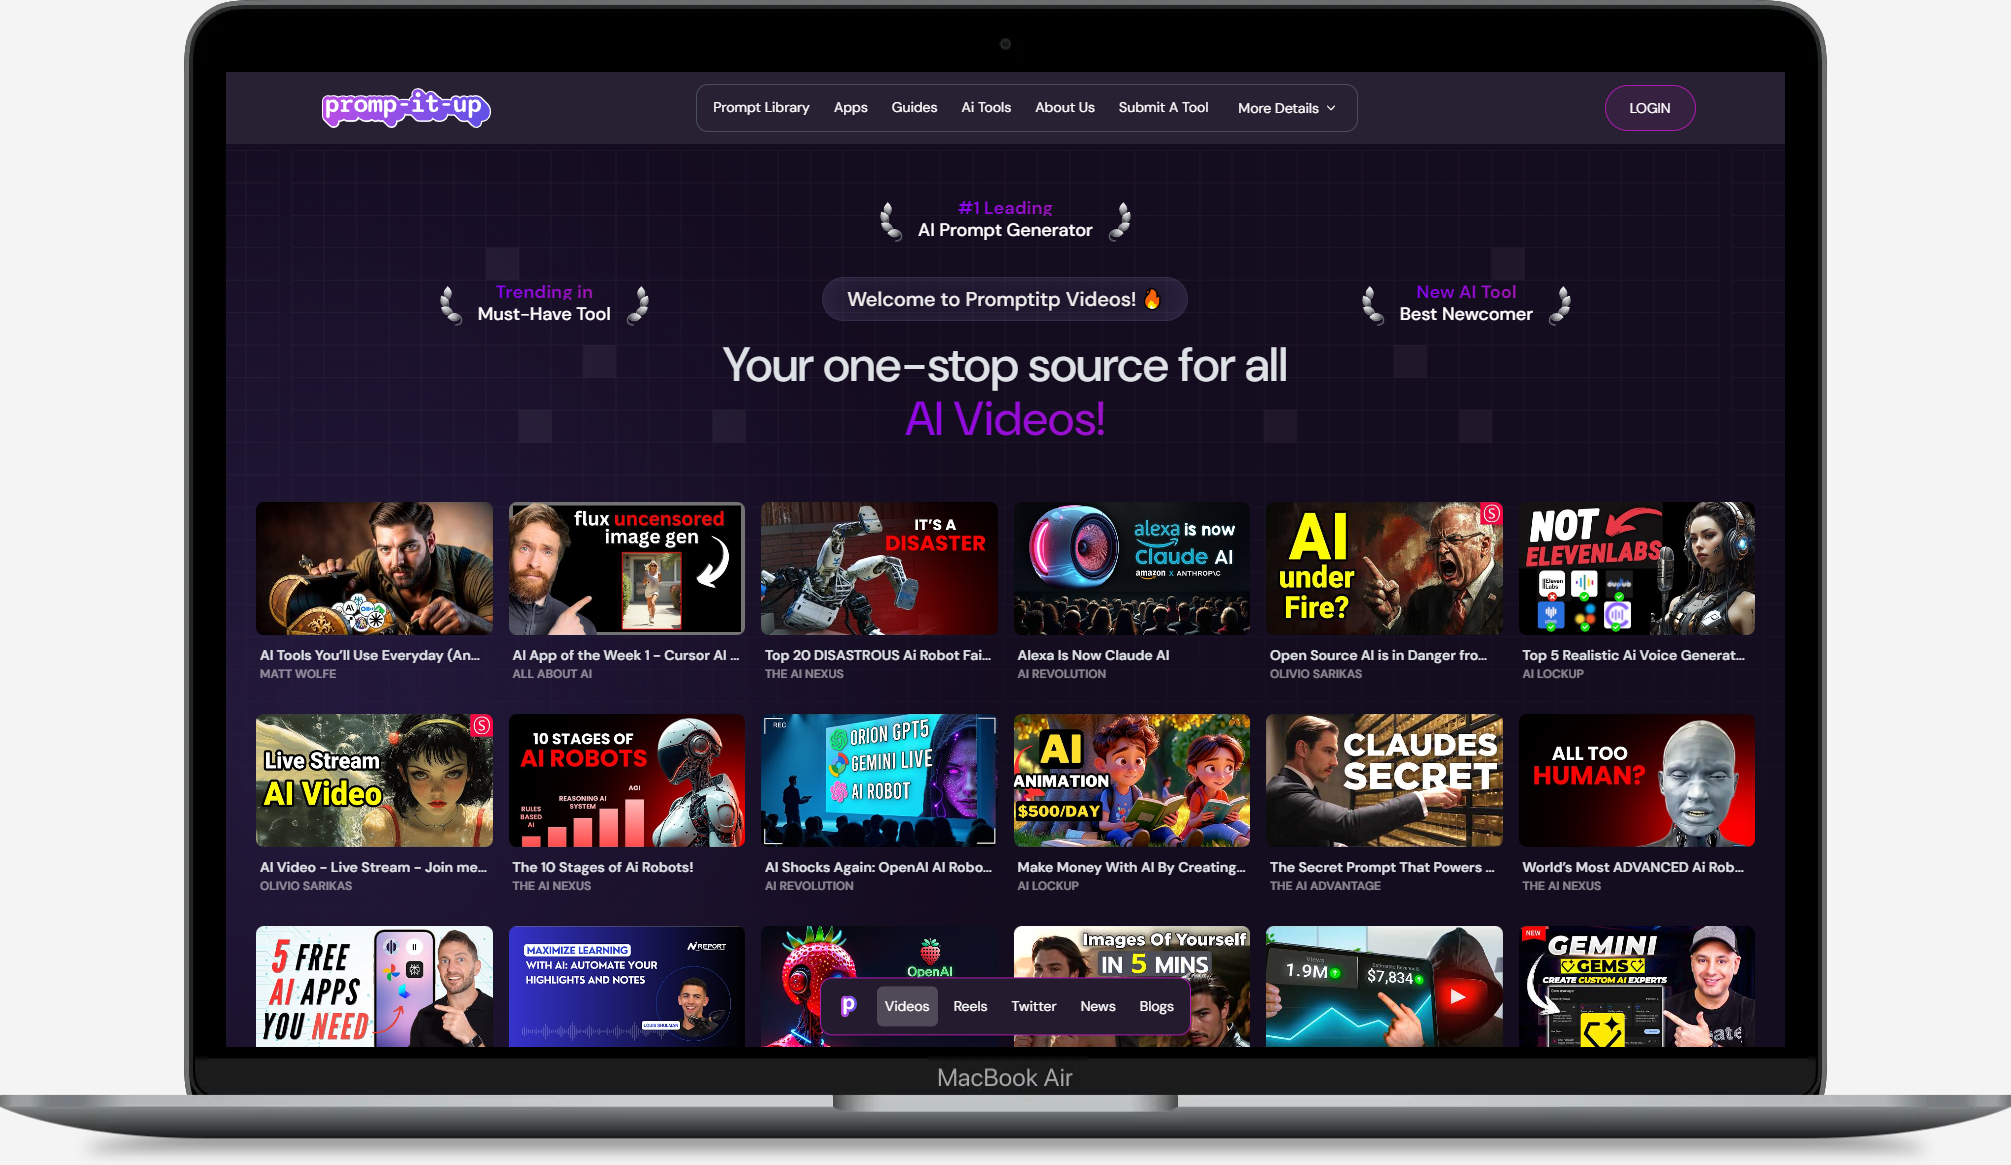 promp-it-up
Prompt Library Apps Guides Ai Tools About Us Submit A Tool More Details
LOGIN
#1 Leading
AI Prompt Generator
Trending in
Must-Have Tool
Welcome to Promptitp Videos! 🔥
New AI Tool
Best Newcomer
Your one-stop source for all
AI Videos!
flux uncensored
image gen
IT'S A
DISASTER
alexa is now
Claude AI
amazon X ANTHROP\C
AI
under
Fire?
NOT
ELEVENLABS
AI Tools You'll Use Everyday (An...
MATT WOLFE
AI App of the Week 1 - Cursor AI ...
ALL ABOUT AI
Top 20 DISASTROUS Ai Robot Fai...
THE AI NEXUS
Alexa Is Now Claude AI
AI REVOLUTION
Open Source AI is in Danger fro...
OLIVIO SARIKAS
Top 5 Realistic Ai Voice Generat...
AI LOCKUP
Live Stream
AI Video
10 STAGES OF
AI ROBOTS
RULES
BASED
AI
REASONING AI
SYSTEM
AGI
REC
ORION GPT5
GEMINI LIVE
AI ROBOT
AI
ANIMATION
$500/DAY
CLAUDES
SECRET
ALL TOO
HUMAN?
AI Video - Live Stream - Join me...
OLIVIO SARIKAS
The 10 Stages of Ai Robots!
THE AI NEXUS
AI Shocks Again: OpenAI AI Robo...
AI REVOLUTION
Make Money With AI By Creating...
AI LOCKUP
The Secret Prompt That Powers ...
THE AI ADVANTAGE
World's Most ADVANCED Ai Rob...
THE AI NEXUS
5 FREE
AI APPS
YOU NEED
MAXIMIZE LEARNING
WITH AI: AUTOMATE YOUR
HIGHLIGHTS AND NOTES
REPORT
LOUIS SHULMAN
OpenAI
Images Of Yourself
IN 5 MINS
Views
1.9M
$7,834
NEW
GEMINI
GEMS
CREATE CUSTOM AI EXPERTS
Videos Reels Twitter News Blogs
MacBook Air